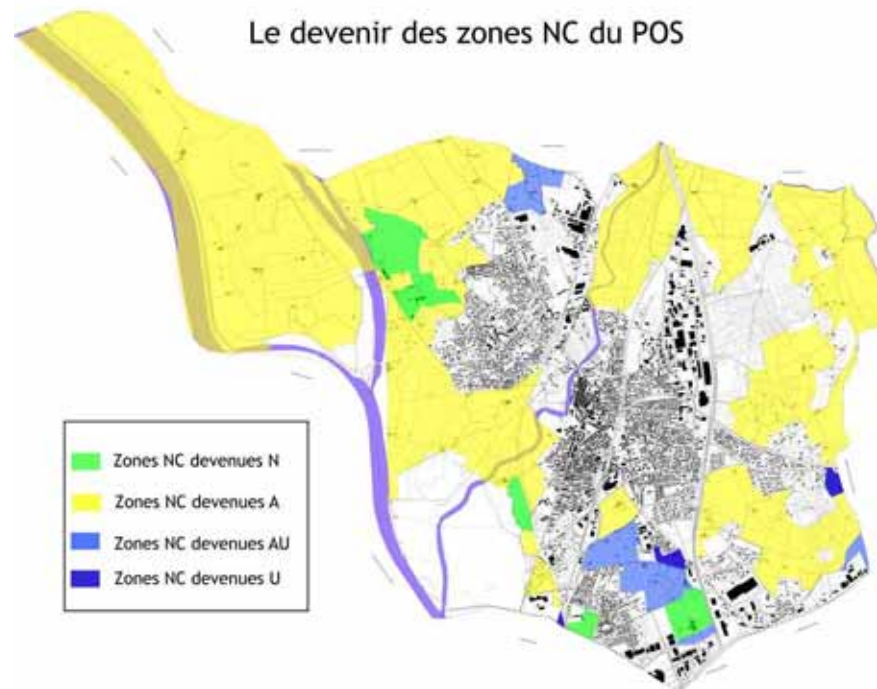 Le devenir des zones NC du POS
Zones NC devenues N
Zones NC devenues A
Zones NC devenues AU
Zones NC devenues U